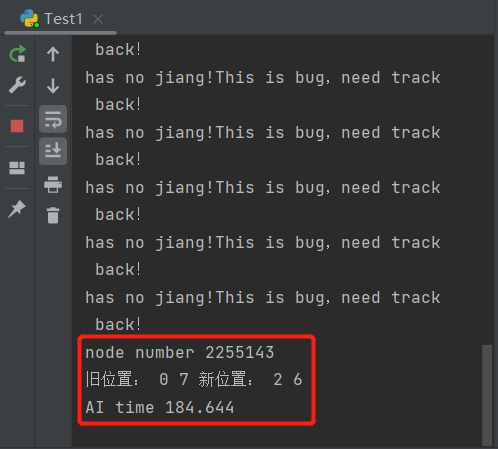 Test1
back!
has no jiang!This is bug，need track
back!
has no jiang!This is bug，need track
back!
has no jiang!This is bug，need track
back!
has no jiang!This is bug，need track
back!
has no jiang!This is bug，need track
back!
node number 2255143
旧位置： 0 7 新位置： 2 6
AI time 184.644